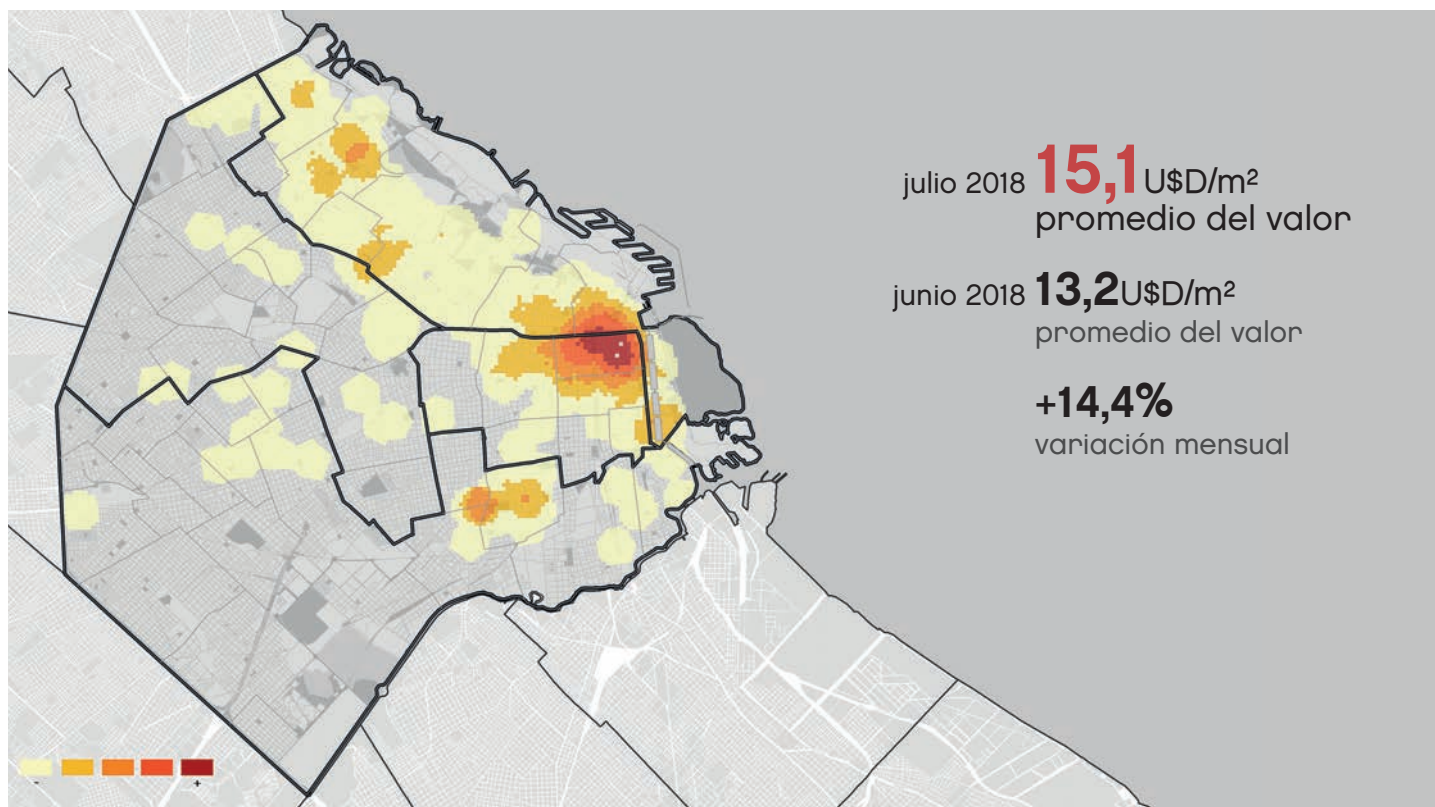 julio 2018 15,1 U$D/m²
promedio del valor
junio 2018 13,2 U$D/m²
promedio del valor
+14,4%
variación mensual
- +